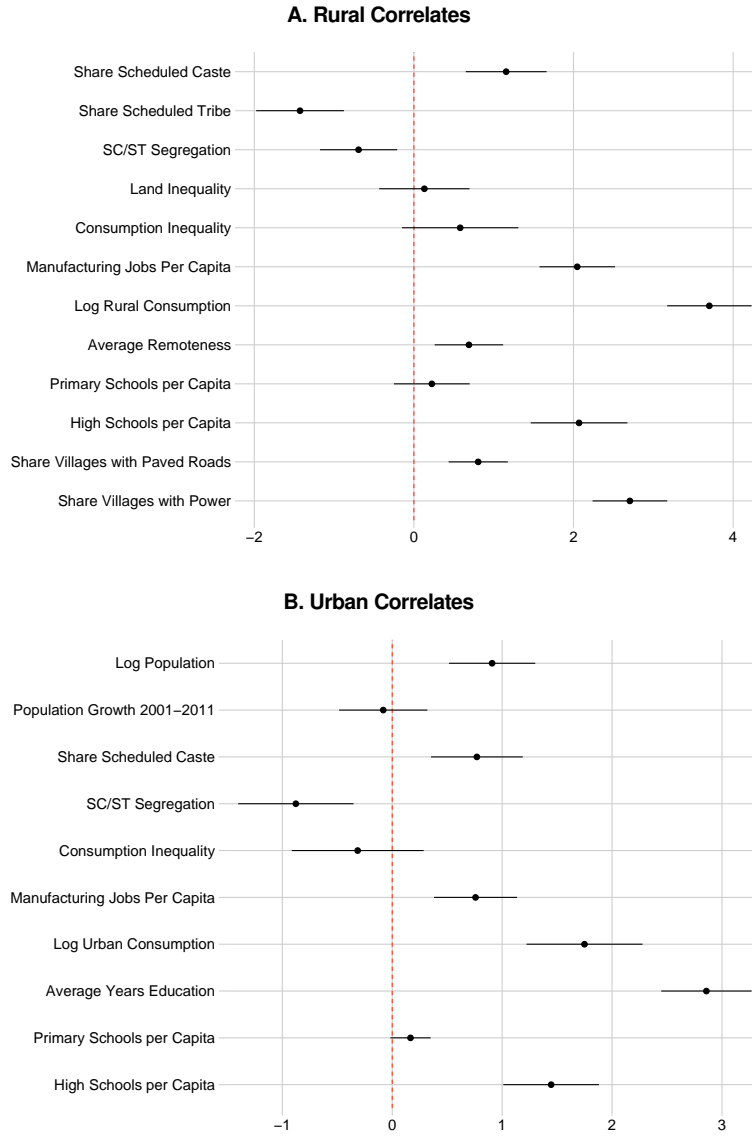 A. Rural Correlates
Share Scheduled Caste
Share Scheduled Tribe
SC/ST Segregation
Land Inequality
Consumption Inequality
Manufacturing Jobs Per Capita
Log Rural Consumption
Average Remoteness
Primary Schools per Capita
High Schools per Capita
Share Villages with Paved Roads
Share Villages with Power
−2 0 2 4
B. Urban Correlates
Log Population
Population Growth 2001−2011
Share Scheduled Caste
SC/ST Segregation
Consumption Inequality
Manufacturing Jobs Per Capita
Log Urban Consumption
Average Years Education
Primary Schools per Capita
High Schools per Capita
−1 0 1 2 3